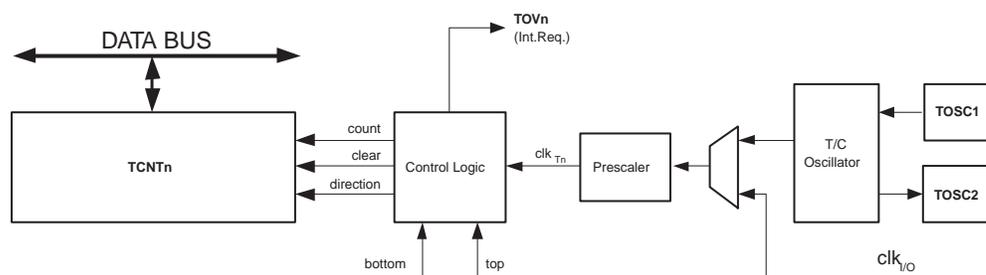 DATA BUS
TOVn
(Int.Req.)
TCNTn
count
clear
direction
Control Logic
clk Tn
Prescaler
T/C
Oscillator
TOSC1
TOSC2
bottom
top
clk I/O